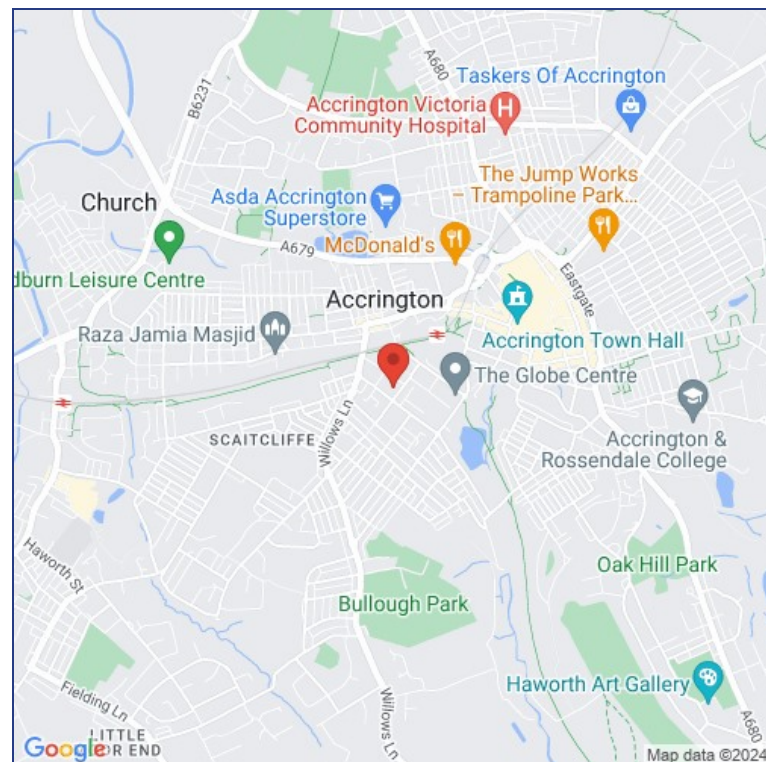 A680
Taskers Of Accrington
B6231
Accrington Victoria
Community Hospital
The Jump Works
– Trampoline Park...
Church
Asda Accrington
Superstore
McDonald's
A679
Eastgate
dburn Leisure Centre
Accrington
Raza Jamia Masjid
Accrington Town Hall
The Globe Centre
Willows Ln
SCAITCLIFFE
Accrington &
Rossendale College
Haworth St
Oak Hill Park
Bullough Park
Haworth Art Gallery
Fielding Ln
Willows Ln
A680
LITTLE
OR END
Google
Map data ©2024